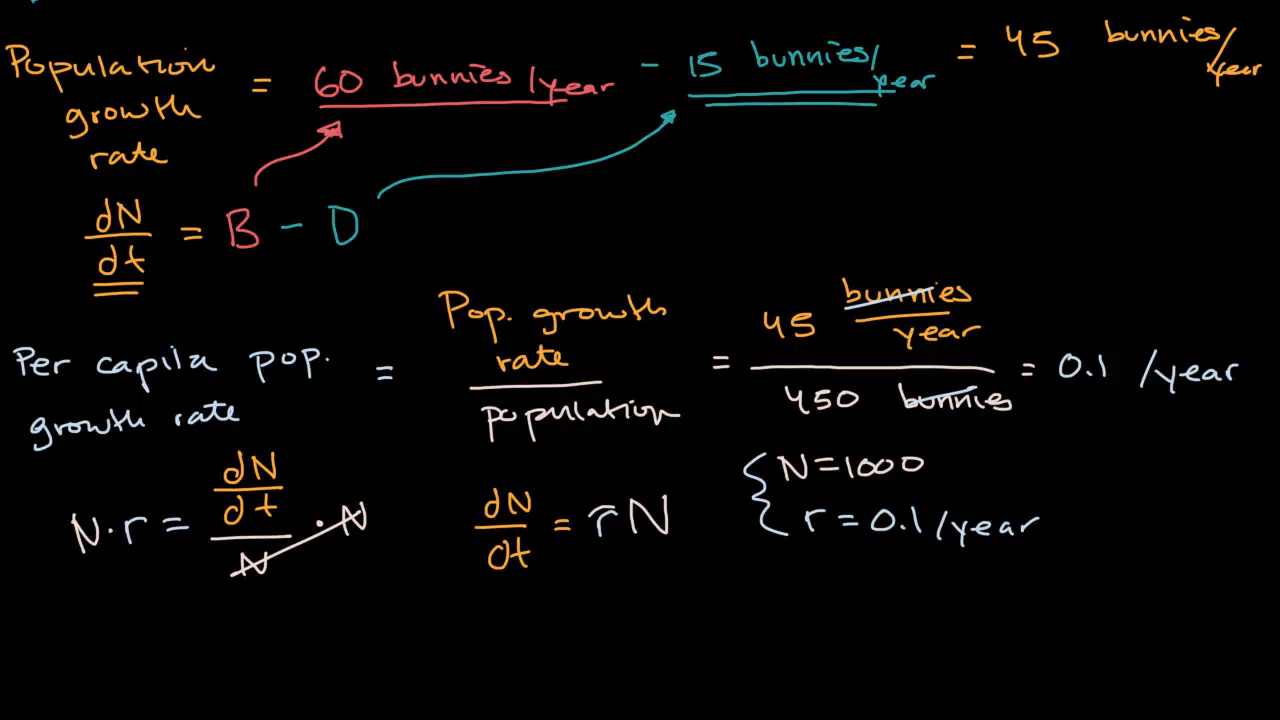 Population growth rate = 60 bunnies/year - 15 bunnies/year = 45 bunnies/year
dN/dt = B - D
Per capita pop. growth rate = Pop. growth rate / population = 45 bunnies/year / 450 bunnies = 0.1 /year
N · r = dN/dt / N · N
dN/dt = rN
{ N = 1000
r = 0.1/year